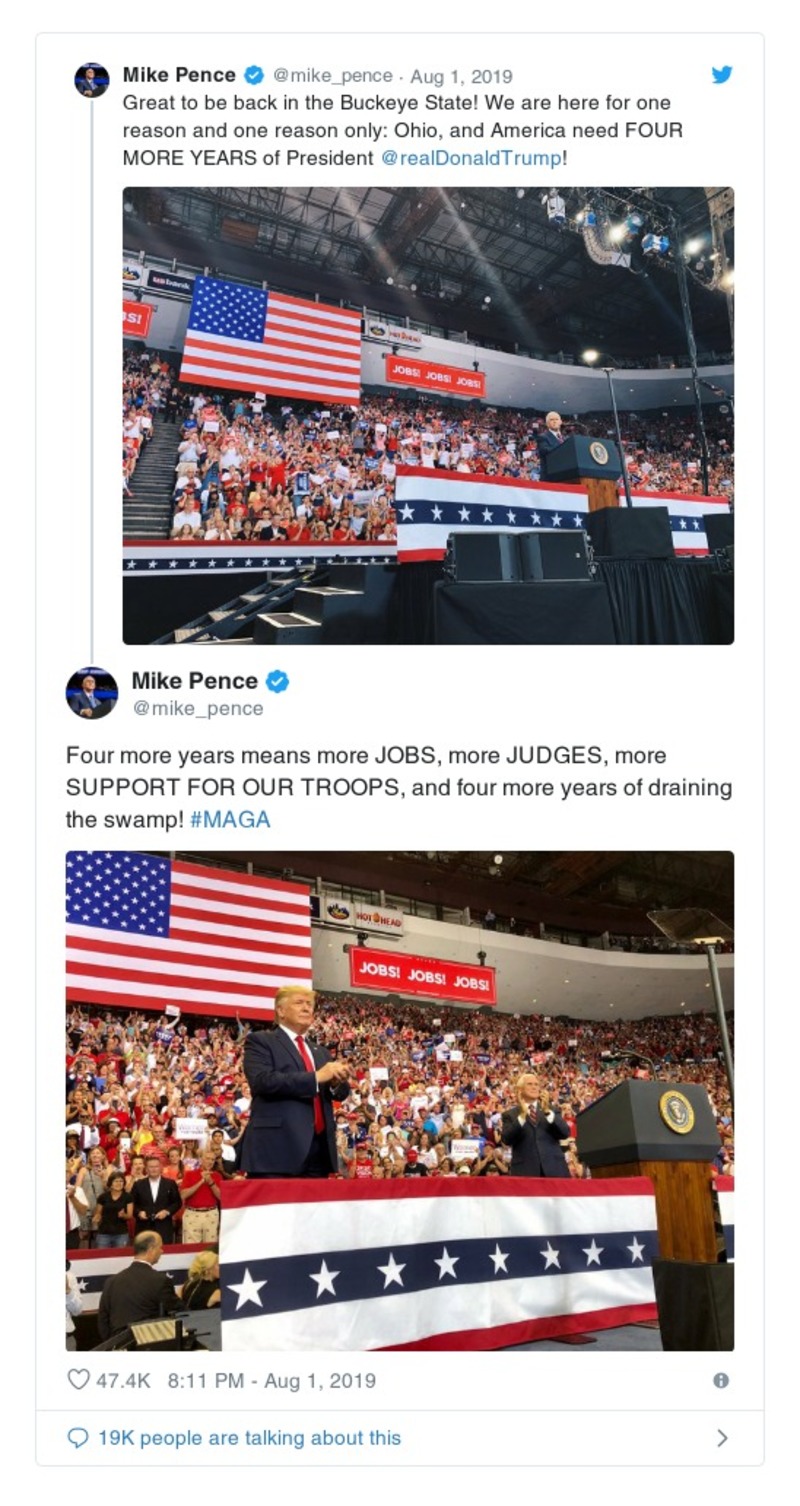 Mike Pence @mike_pence · Aug 1, 2019
Great to be back in the Buckeye State! We are here for one
reason and one reason only: Ohio, and America need FOUR
MORE YEARS of President @realDonaldTrump!
S!
JOBS! JOBS! JOBS!
Mike Pence
@mike_pence
Four more years means more JOBS, more JUDGES, more
SUPPORT FOR OUR TROOPS, and four more years of draining
the swamp! #MAGA
HOT HEAD
JOBS! JOBS! JOBS!
47.4K 8:11 PM - Aug 1, 2019
19K people are talking about this